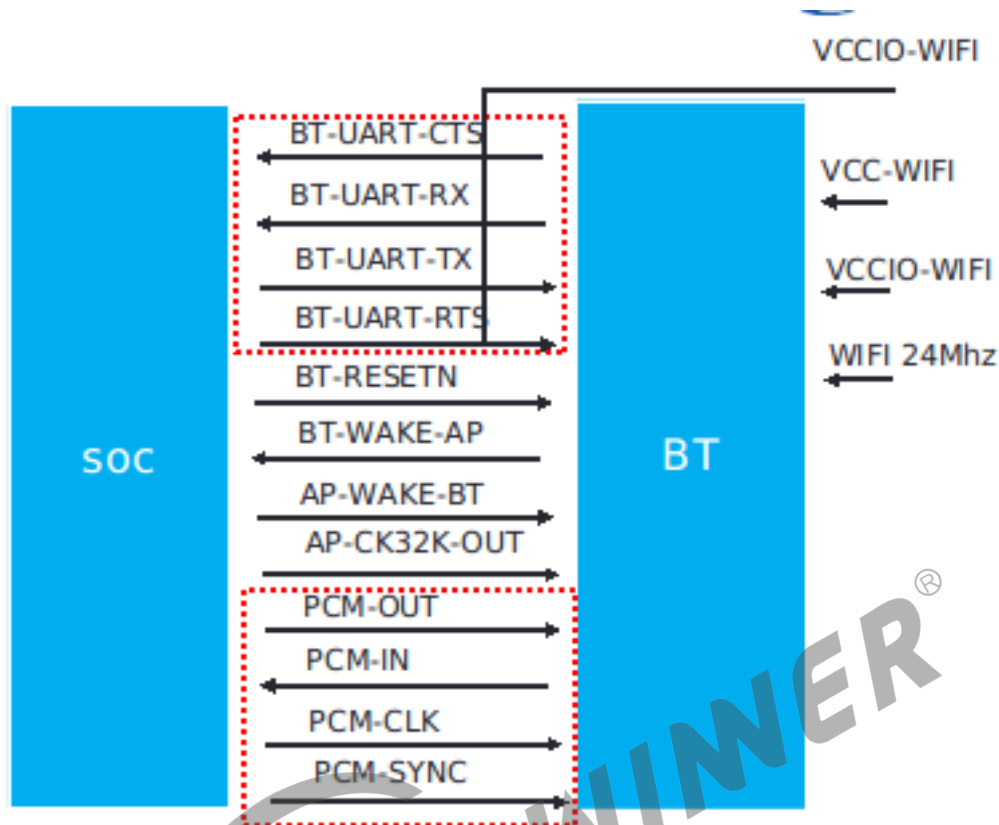 VCCIO-WIFI
BT-UART-CTS
BT-UART-RX
BT-UART-TX
BT-UART-RTS
BT-RESETN
BT-WAKE-AP
AP-WAKE-BT
AP-CK32K-OUT
PCM-OUT
PCM-IN
PCM-CLK
PCM-SYNC
soc
BT
VCC-WIFI
VCCIO-WIFI
WIFI 24Mhz
WINNER®